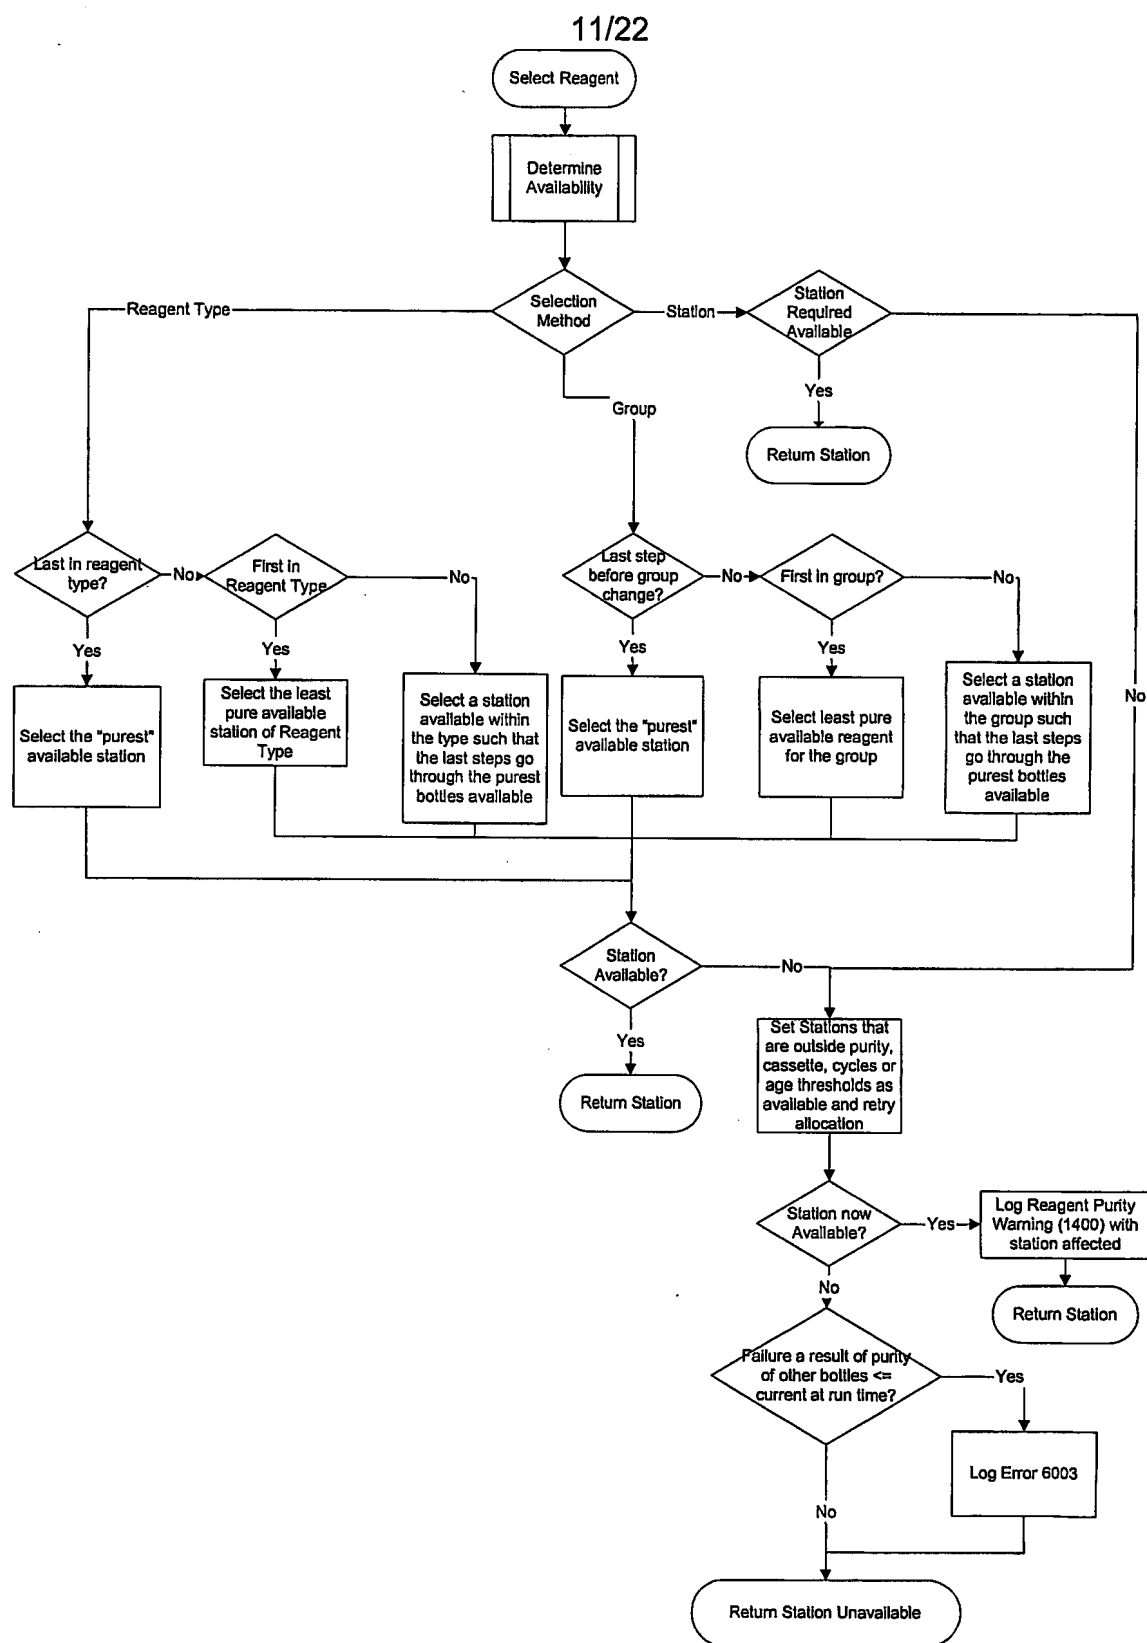 11/22
Select Reagent
Determine
Availability
Reagent Type
Selection
Method
Station
Station
Required
Available
Yes
Group
Return Station
Last in reagent
type?
No
First in
Reagent Type
No
Last step
before group
change?
No
First in group?
No
Yes
Yes
Yes
Yes
Select the "purest"
available station
Select the least
pure available
station of Reagent
Type
Select a station
available within
the type such that
the last steps go
through the purest
bottles available
Select the "purest"
available station
Select least pure
available reagent
for the group
Select a station
available within
the group such
that the last steps
go through the
purest bottles
available
No
Station
Available?
No
Yes
Return Station
Set Stations that
are outside purity,
cassette, cycles or
age thresholds as
available and retry
allocation
Station now
Available?
Yes
Log Reagent Purity
Warning (1400) with
station affected
No
Return Station
Failure a result of purity
of other bottles <=
current at run time?
Yes
Log Error 6003
No
Return Station Unavailable